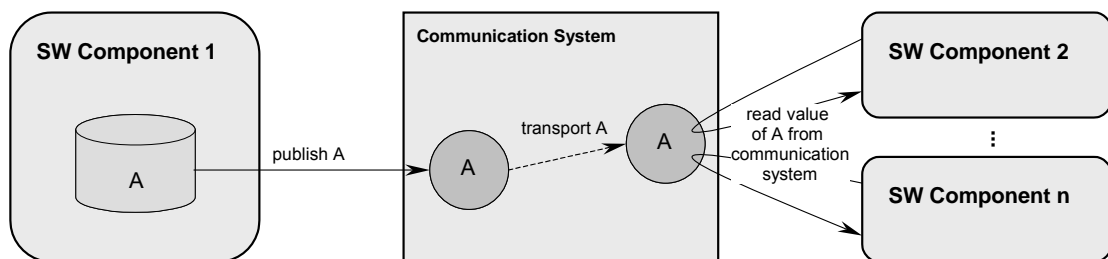 SW Component 1
A
publish A
Communication System
A
transport A
A
read value
of A from
communication
system
SW Component 2
...
SW Component n